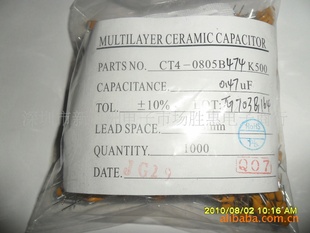 MULTILAYER CERAMIC CAPACITOR
PARTS NO. CT4-0805B474K500
CAPACITANCE. 0.47uF
TOL. ±10%
LEAD SPACE. mm
QUANTITY. 1000
DATE.
2010/08/02 10:16 AM